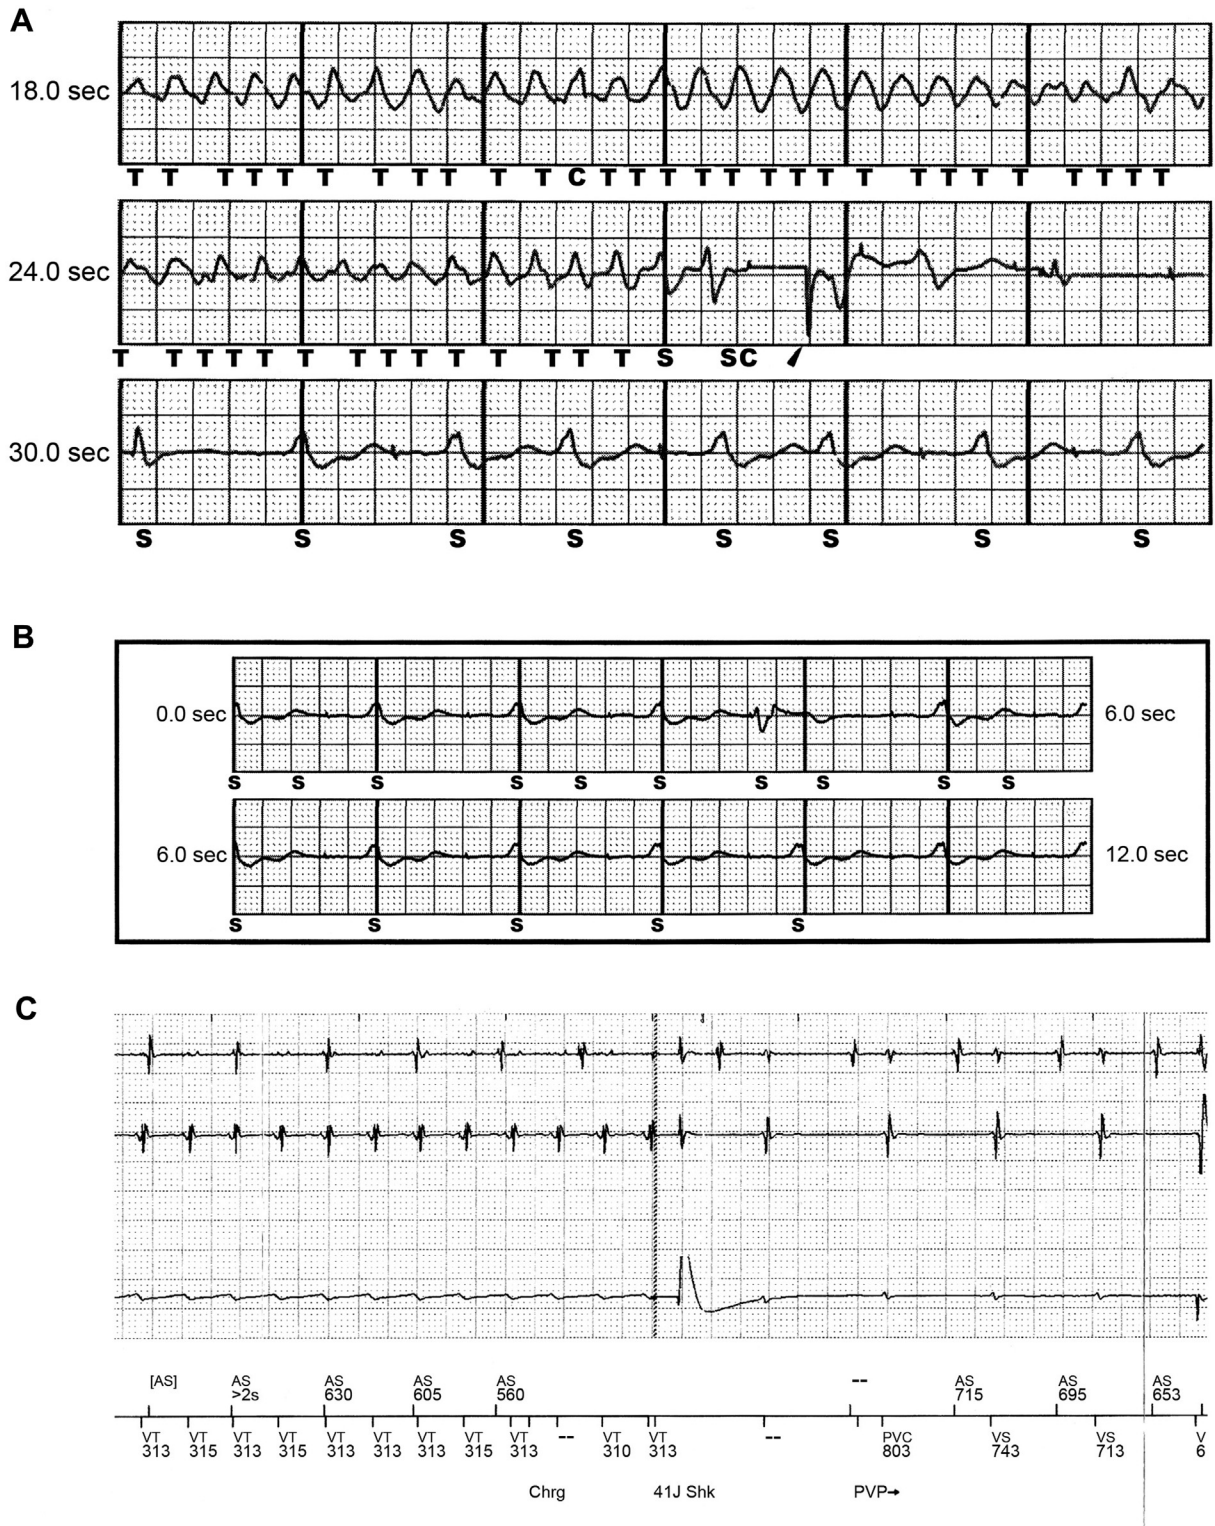 A
18.0 sec
T T T T T T T T T T T C T T T T T T T T T T T T T T T T T
24.0 sec
T T T T T T T T T T T T T T S S C
30.0 sec
S S S S S S S S
B
0.0 sec 6.0 sec
S S S S S S S S S S
6.0 sec 12.0 sec
S S S S S
C
[AS] AS AS AS AS -- AS AS AS
>2s 630 605 560 715 695 653
VT VT VT VT VT VT VT VT VT -- VT VT -- PVC VS VS V
313 315 313 315 313 313 313 315 313 310 313 803 743 713 6
Chrg 41J Shk PVP→